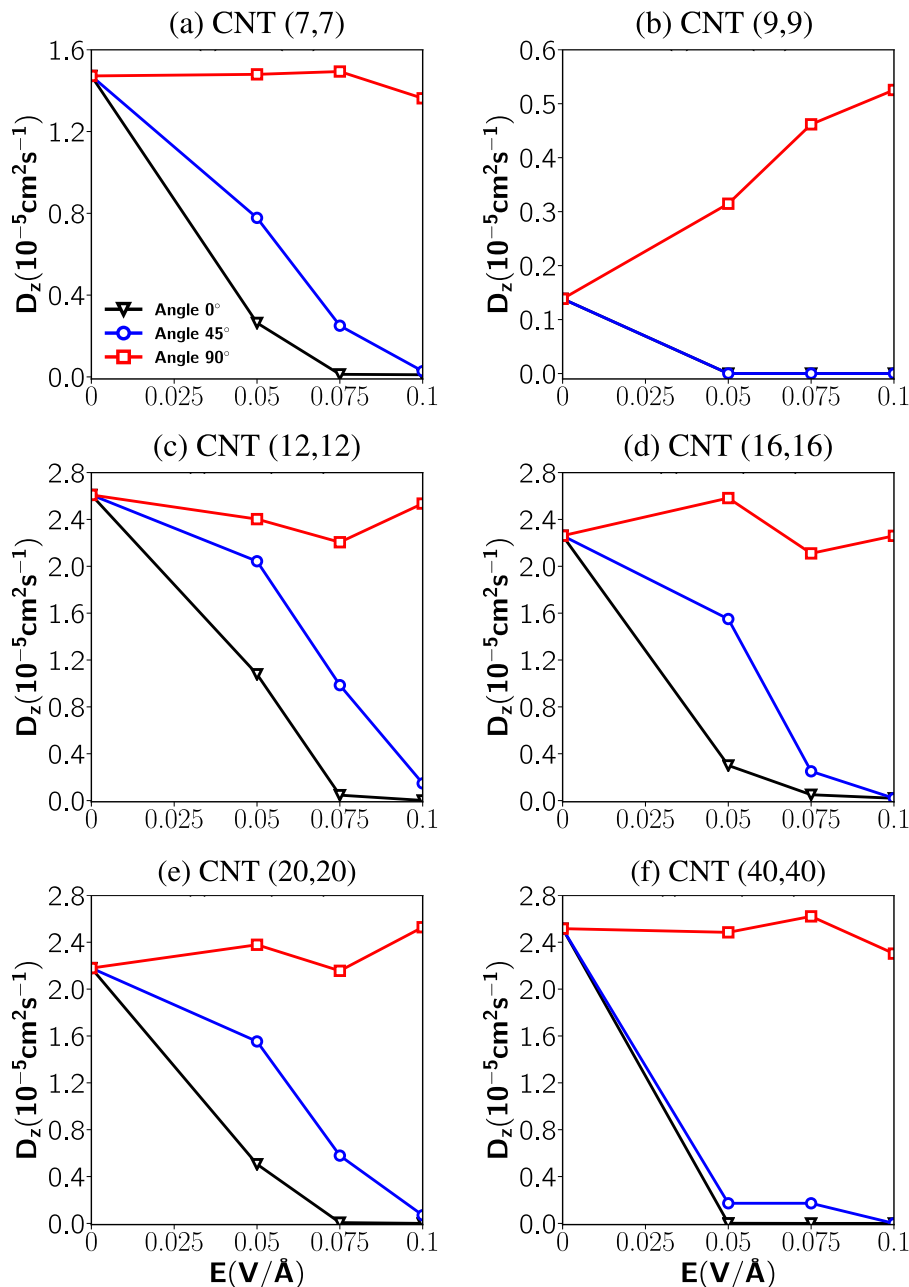 (a) CNT (7,7)
D_z(10⁻⁵cm²s⁻¹)
1.6
1.2
0.8
0.4
0.0
Angle 0°
Angle 45°
Angle 90°
0 0.025 0.05 0.075 0.1
(b) CNT (9,9)
D_z(10⁻⁵cm²s⁻¹)
0.6
0.5
0.4
0.3
0.2
0.1
0.0
0 0.025 0.05 0.075 0.1
(c) CNT (12,12)
D_z(10⁻⁵cm²s⁻¹)
2.8
2.4
2.0
1.6
1.2
0.8
0.4
0.0
0 0.025 0.05 0.075 0.1
(d) CNT (16,16)
D_z(10⁻⁵cm²s⁻¹)
2.8
2.4
2.0
1.6
1.2
0.8
0.4
0.0
0 0.025 0.05 0.075 0.1
(e) CNT (20,20)
D_z(10⁻⁵cm²s⁻¹)
2.8
2.4
2.0
1.6
1.2
0.8
0.4
0.0
0 0.025 0.05 0.075 0.1
E(V/Å)
(f) CNT (40,40)
D_z(10⁻⁵cm²s⁻¹)
2.8
2.4
2.0
1.6
1.2
0.8
0.4
0.0
0 0.025 0.05 0.075 0.1
E(V/Å)